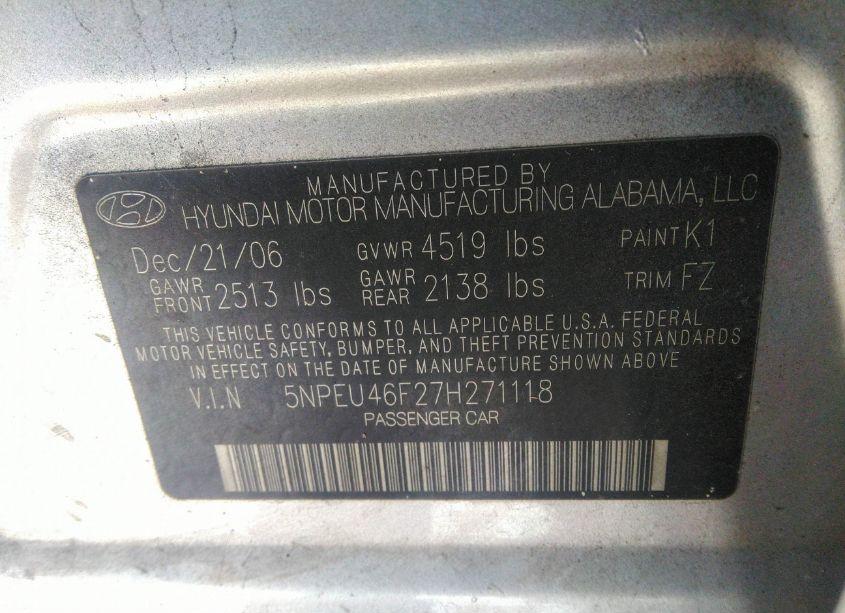 MANUFACTURED BY
HYUNDAI MOTOR MANUFACTURING ALABAMA, LLC
Dec/21/06 GVWR 4519 lbs PAINT K1
GAWR FRONT 2513 lbs GAWR REAR 2138 lbs TRIM FZ
THIS VEHICLE CONFORMS TO ALL APPLICABLE U.S.A. FEDERAL
MOTOR VEHICLE SAFETY, BUMPER, AND THEFT PREVENTION STANDARDS
IN EFFECT ON THE DATE OF MANUFACTURE SHOWN ABOVE
V.I.N 5NPEU46F27H271118
PASSENGER CAR